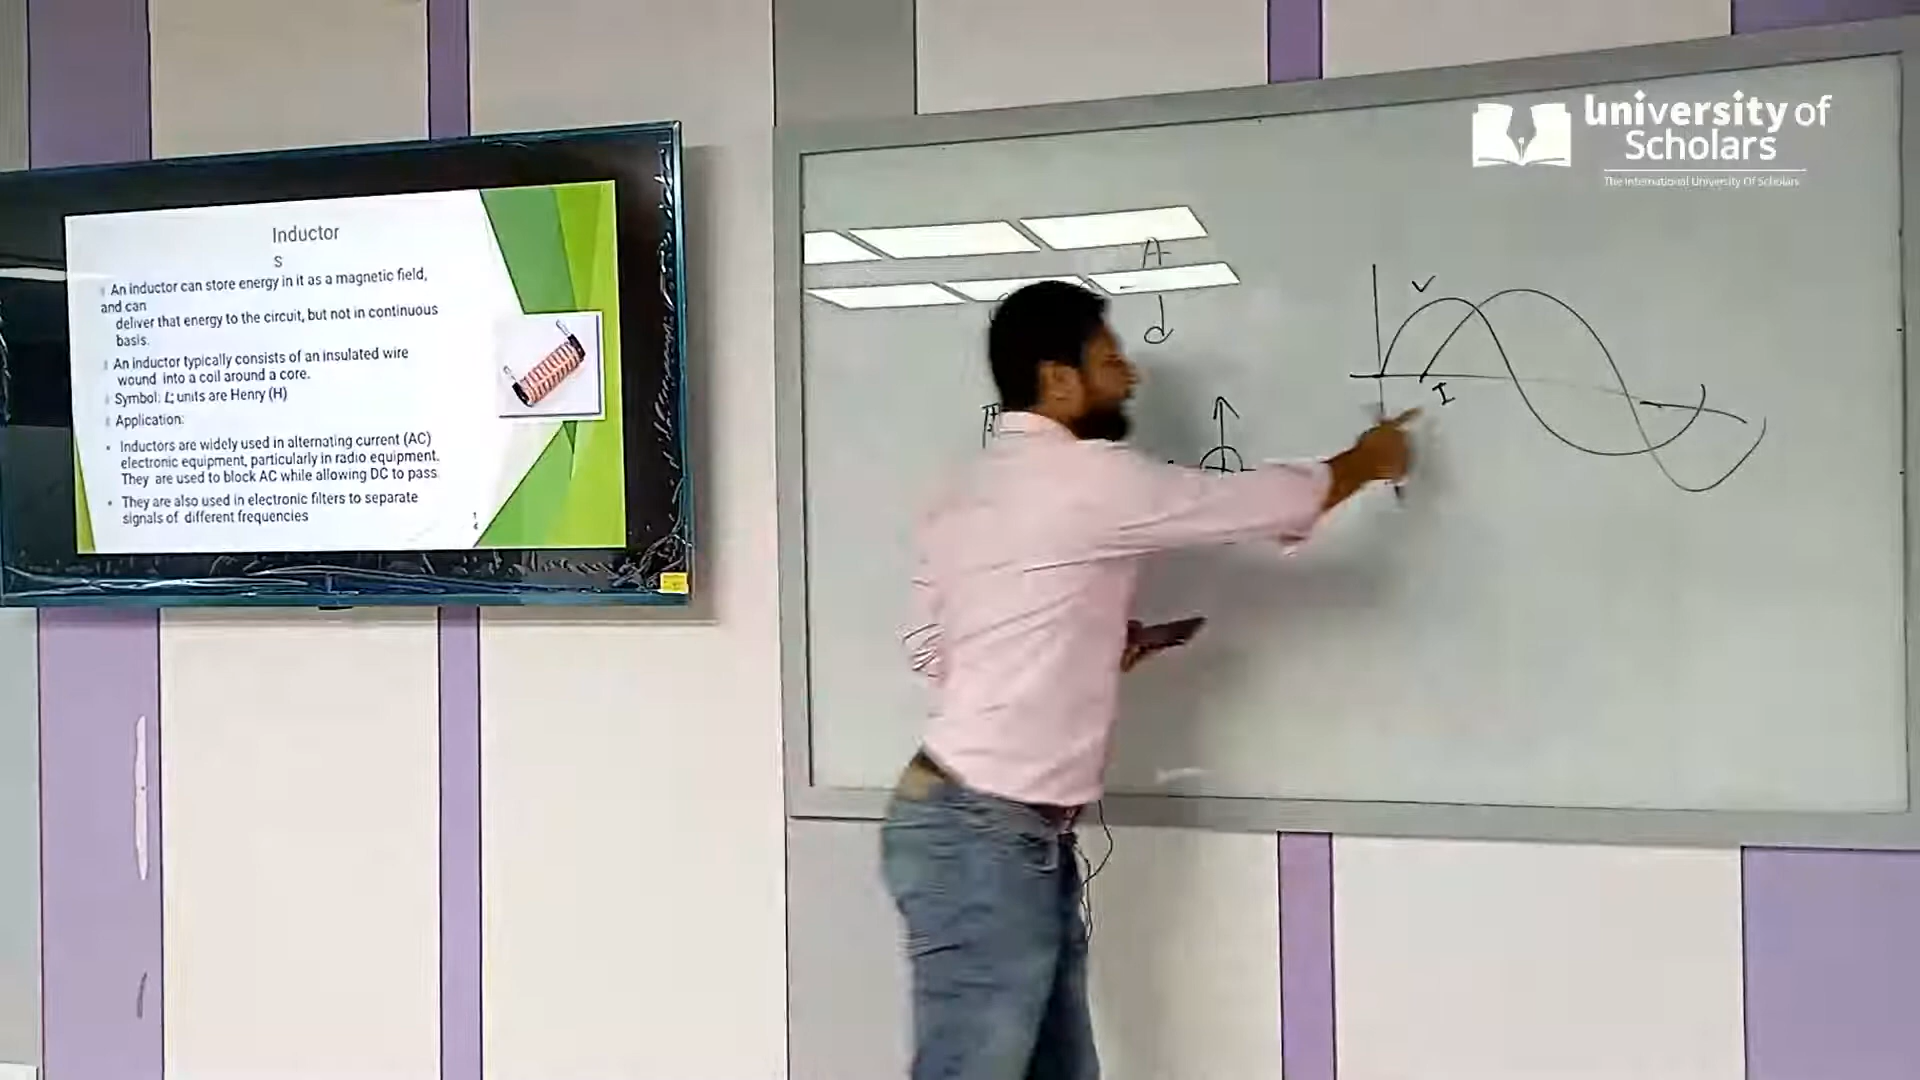 Inductor
s
An inductor can store energy in it as a magnetic field,
and can
deliver that energy to the circuit, but not in continuous
basis.
An inductor typically consists of an insulated wire
wound into a coil around a core.
Symbol: L; units are Henry (H)
Application:
• Inductors are widely used in alternating current (AC)
electronic equipment, particularly in radio equipment.
They are used to block AC while allowing DC to pass
• They are also used in electronic filters to separate
signals of different frequencies
University of
Scholars
The International University Of Scholars
A
d
V
I